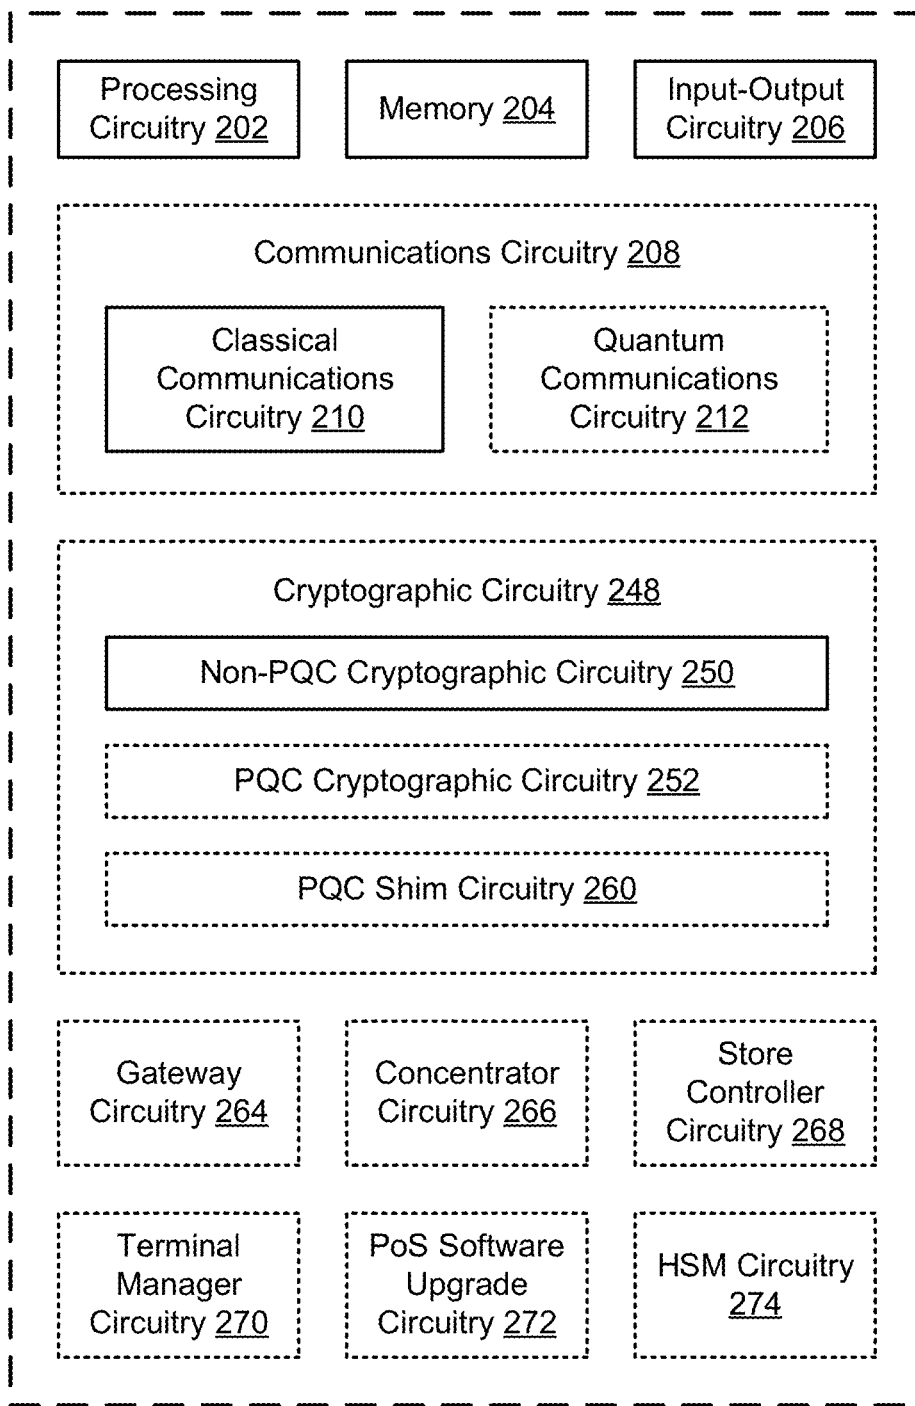 Processing
Circuitry 202
Memory 204
Input-Output
Circuitry 206
Communications Circuitry 208
Classical
Communications
Circuitry 210
Quantum
Communications
Circuitry 212
Cryptographic Circuitry 248
Non-PQC Cryptographic Circuitry 250
PQC Cryptographic Circuitry 252
PQC Shim Circuitry 260
Gateway
Circuitry 264
Concentrator
Circuitry 266
Store
Controller
Circuitry 268
Terminal
Manager
Circuitry 270
PoS Software
Upgrade
Circuitry 272
HSM Circuitry
274